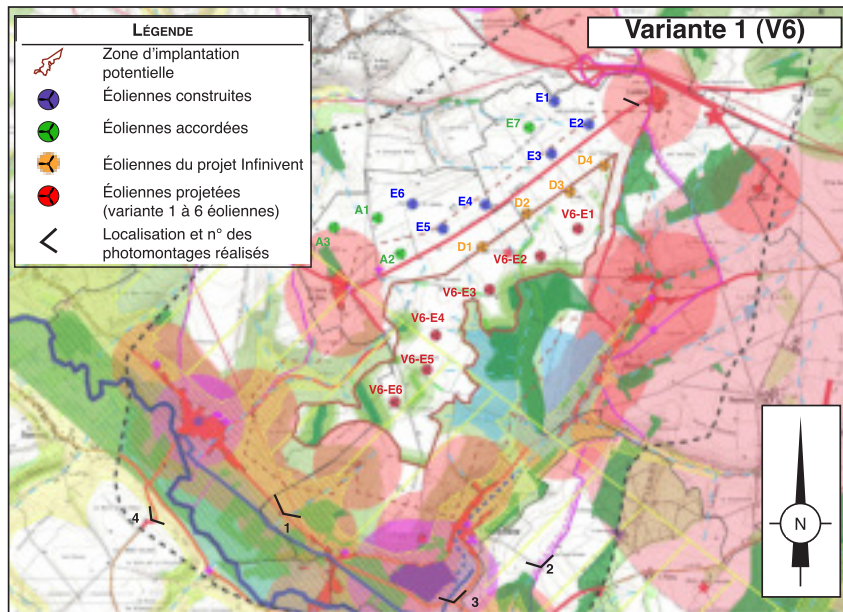 LÉGENDE
Zone d'implantation
potentielle
Éoliennes construites
Éoliennes accordées
Éoliennes du projet Infinivent
Éoliennes projetées
(variante 1 à 6 éoliennes)
Localisation et n° des
photomontages réalisés
Variante 1 (V6)
E1
E7
E2
E3
D4
D3
E6
E4
D2
A1
V6-E1
E5
A3
D1
A2
V6-E2
V6-E3
V6-E4
V6-E5
V6-E6
4
1
2
3
N